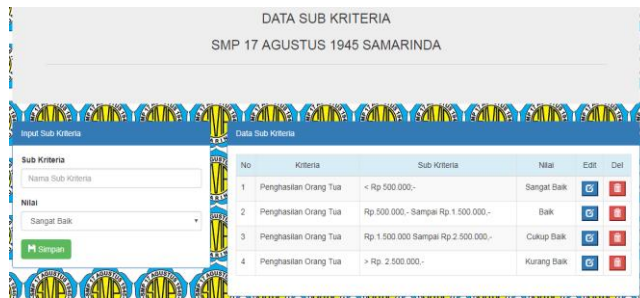 DATA SUB KRITERIA
SMP 17 AGUSTUS 1945 SAMARINDA
Input Sub Kriteria
Sub Kriteria
Nama Sub Kriteria
Nilai
Sangat Baik
Simpan
Data Sub Kriteria
No Kriteria Sub Kriteria Nilai Edit Del
1 Penghasilan Orang Tua < Rp 500.000,- Sangat Baik
2 Penghasilan Orang Tua Rp.500.000,- Sampai Rp.1.500.000,- Baik
3 Penghasilan Orang Tua Rp.1.500.000 Sampai Rp.2.500.000,- Cukup Baik
4 Penghasilan Orang Tua > Rp. 2.500.000,- Kurang Baik